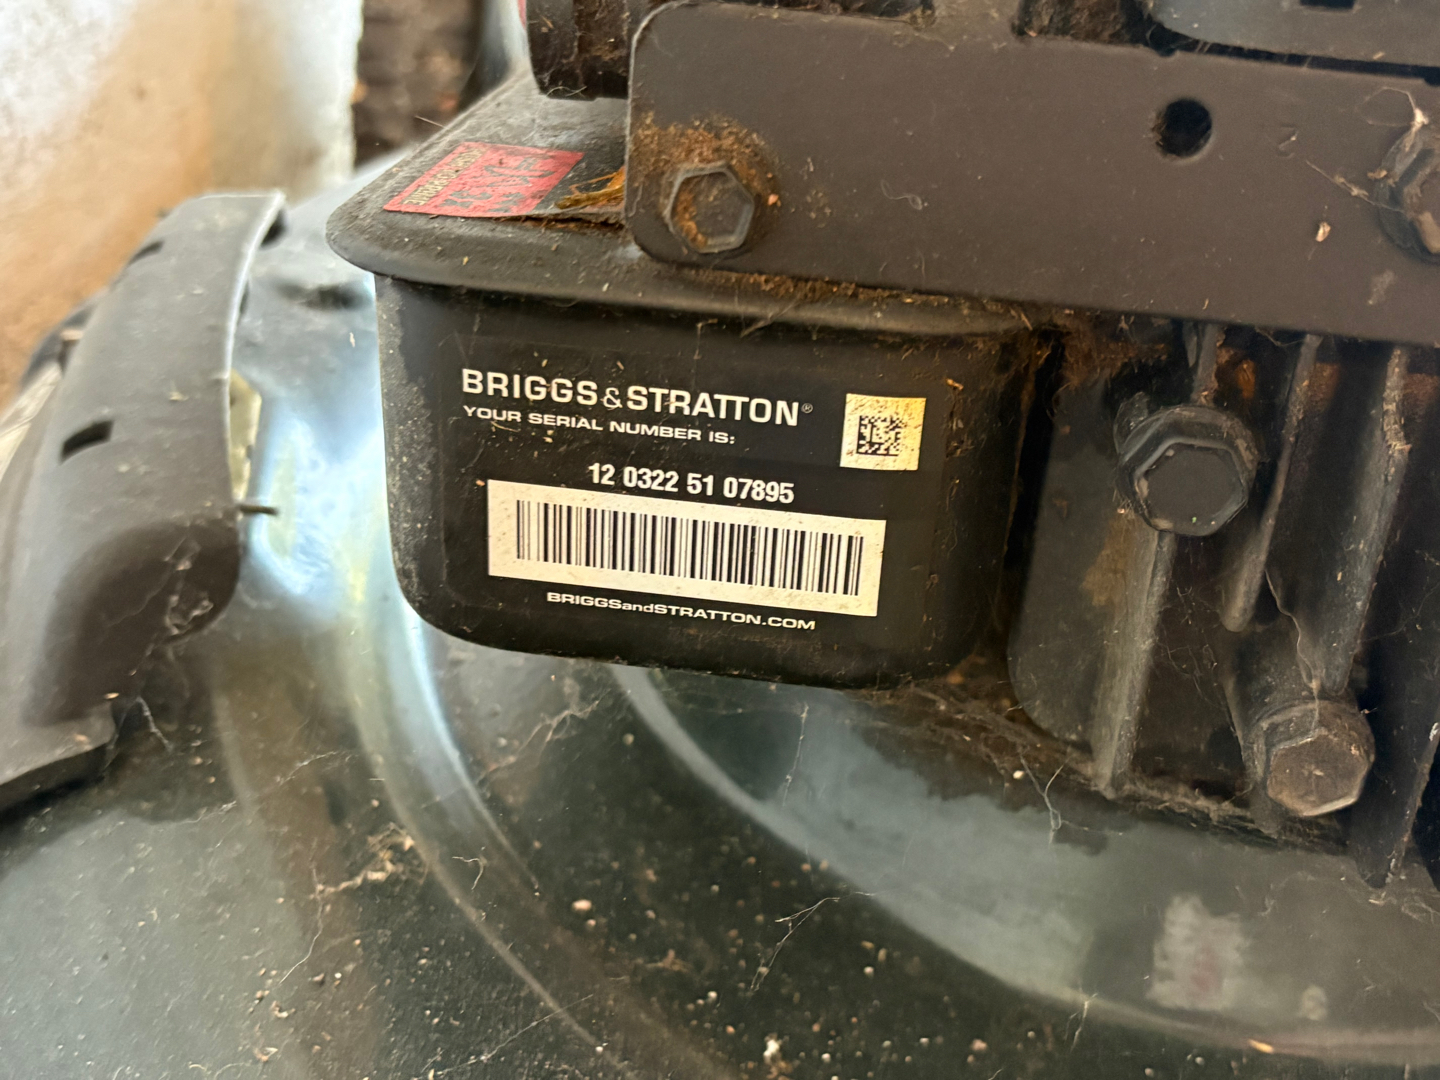 BRIGGS&STRATTON®
YOUR SERIAL NUMBER IS:
12 0322 51 07895
BRIGGSandSTRATTON.COM